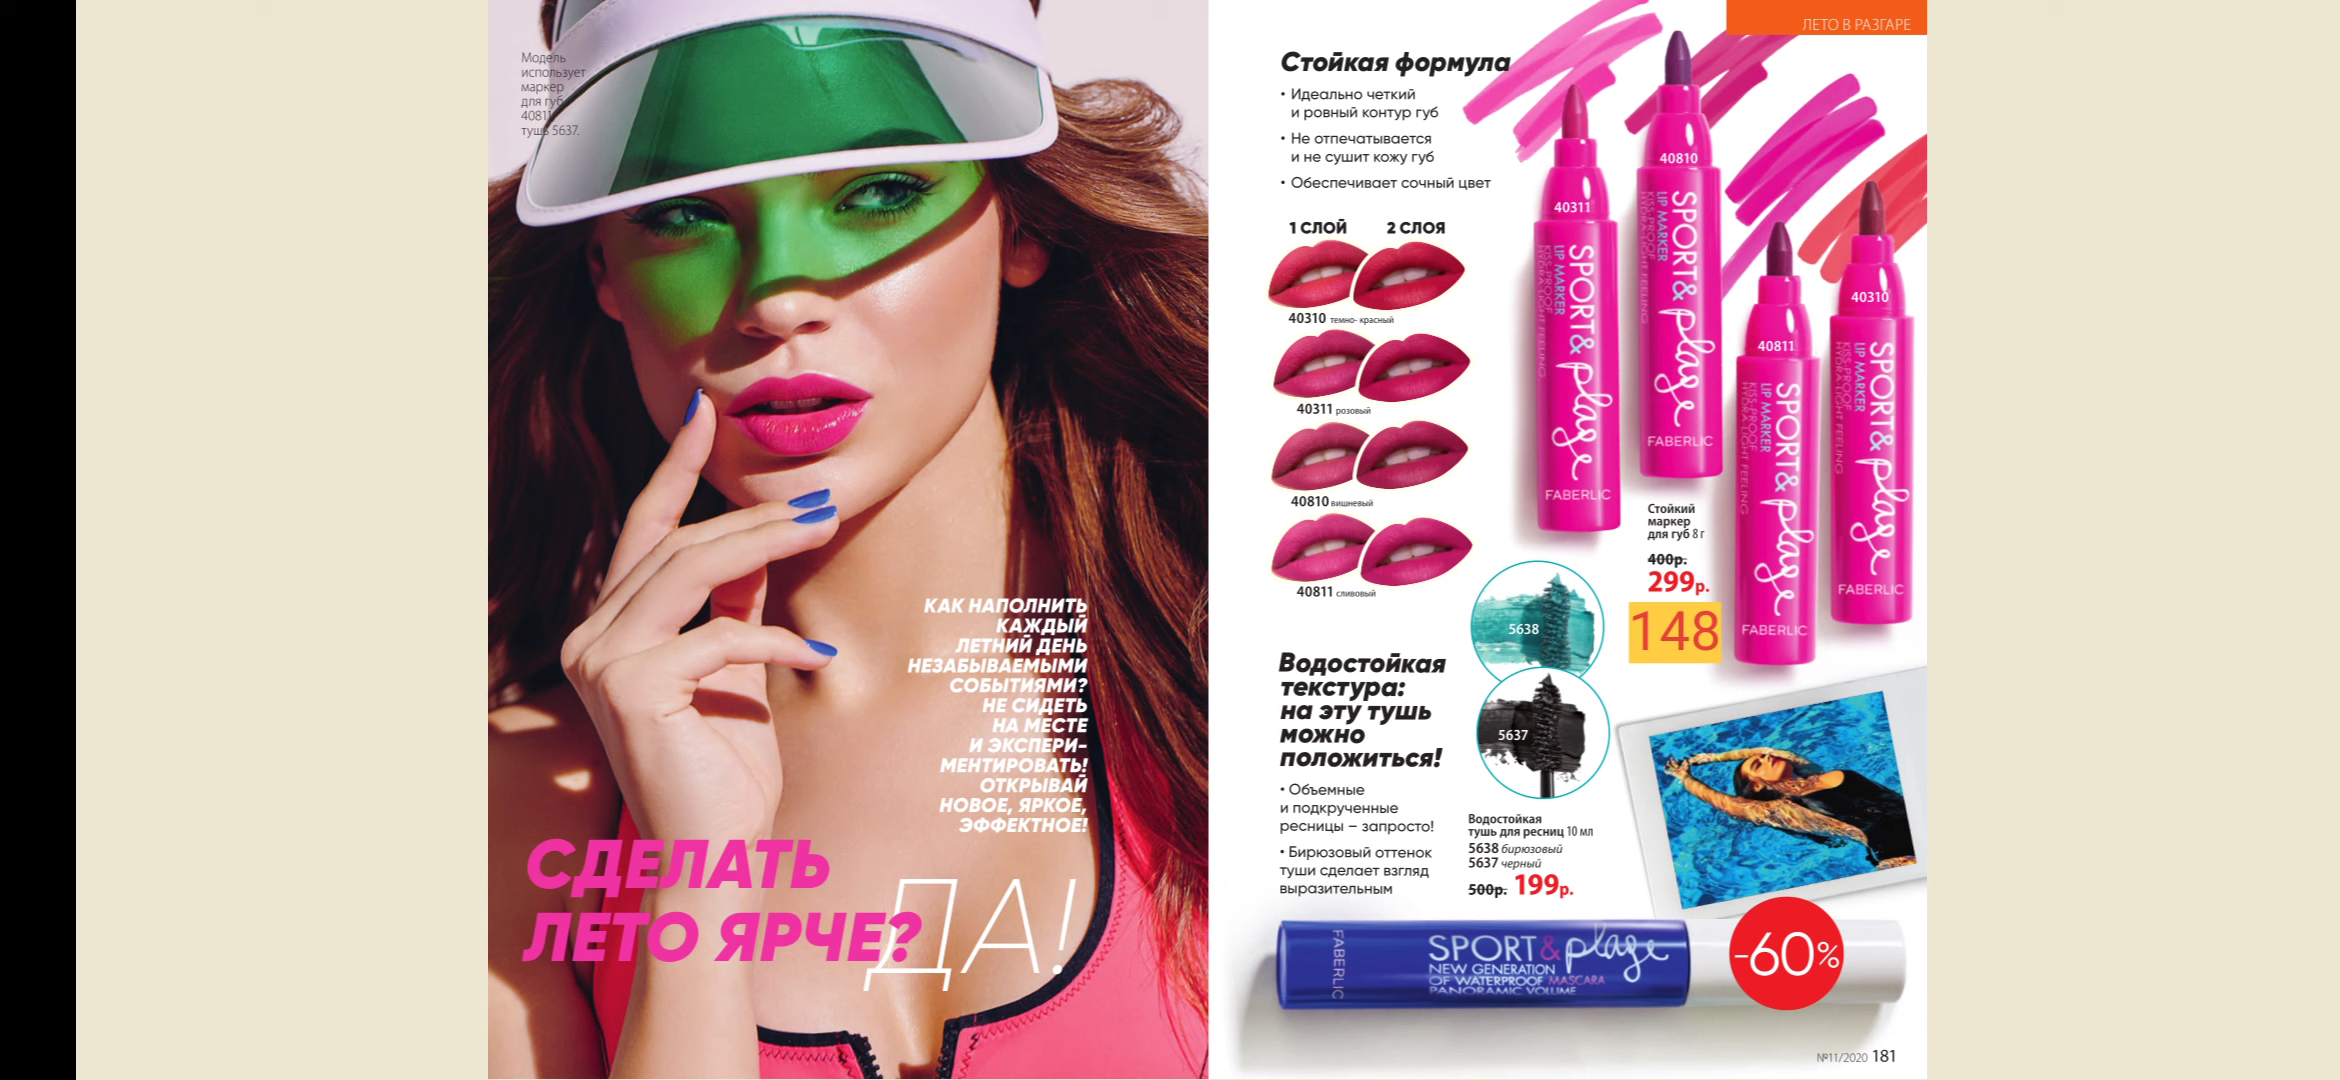 Модель
использует
маркер
для губ
40811,
тушь 5637.
КАК НАПОЛНИТЬ
КАЖДЫЙ
ЛЕТНИЙ ДЕНЬ
НЕЗАБЫВАЕМЫМИ
СОБЫТИЯМИ?
НЕ СИДЕТЬ
НА МЕСТЕ
И ЭКСПЕРИ-
МЕНТИРОВАТЬ!
ОТКРЫВАЙ
НОВОЕ, ЯРКОЕ,
ЭФФЕКТНОЕ!
СДЕЛАТЬ
ЛЕТО ЯРЧЕ?
ДА!
ЛЕТО В РАЗГАРЕ
Стойкая формула
• Идеально четкий
и ровный контур губ
• Не отпечатывается
и не сушит кожу губ
• Обеспечивает сочный цвет
1 СЛОЙ 2 СЛОЯ
40310 темно- красный
40311 розовый
40810 вишневый
40811 сливовый
40311
SPORT& plage
LIP MARKER
KISS-PROOF
HYDRA-LIGHT FEELING
FABERLIC
40810
SPORT& plage
LIP MARKER
KISS-PROOF
HYDRA-LIGHT FEELING
FABERLIC
40811
SPORT& plage
LIP MARKER
KISS-PROOF
HYDRA-LIGHT FEELING
FABERLIC
40310
SPORT& plage
LIP MARKER
KISS-PROOF
HYDRA-LIGHT FEELING
FABERLIC
Стойкий
маркер
для губ 8 г
400р.
299р.
148
5638
5637
Водостойкая
текстура:
на эту тушь
можно
положиться!
• Объемные
и подкрученные
ресницы – запросто!
• Бирюзовый оттенок
туши сделает взгляд
выразительным
Водостойкая
тушь для ресниц 10 мл
5638 бирюзовый
5637 черный
500р. 199р.
FABERLIC
SPORT& plage
NEW GENERATION
OF WATERPROOF MASCARA
PANORAMIC VOLUME
-60%
№11/2020 181